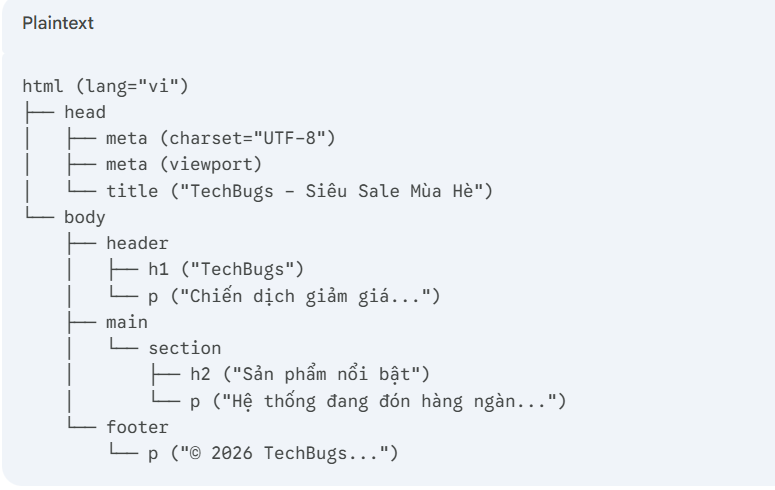 Plaintext
html (lang="vi")
├── head
│   ├── meta (charset="UTF-8")
│   ├── meta (viewport)
│   └── title ("TechBugs - Siêu Sale Mùa Hè")
└── body
    ├── header
    │   ├── h1 ("TechBugs")
    │   └── p ("Chiến dịch giảm giá...")
    ├── main
    │   └── section
    │       ├── h2 ("Sản phẩm nổi bật")
    │       └── p ("Hệ thống đang đón hàng ngàn...")
    └── footer
        └── p ("© 2026 TechBugs...")